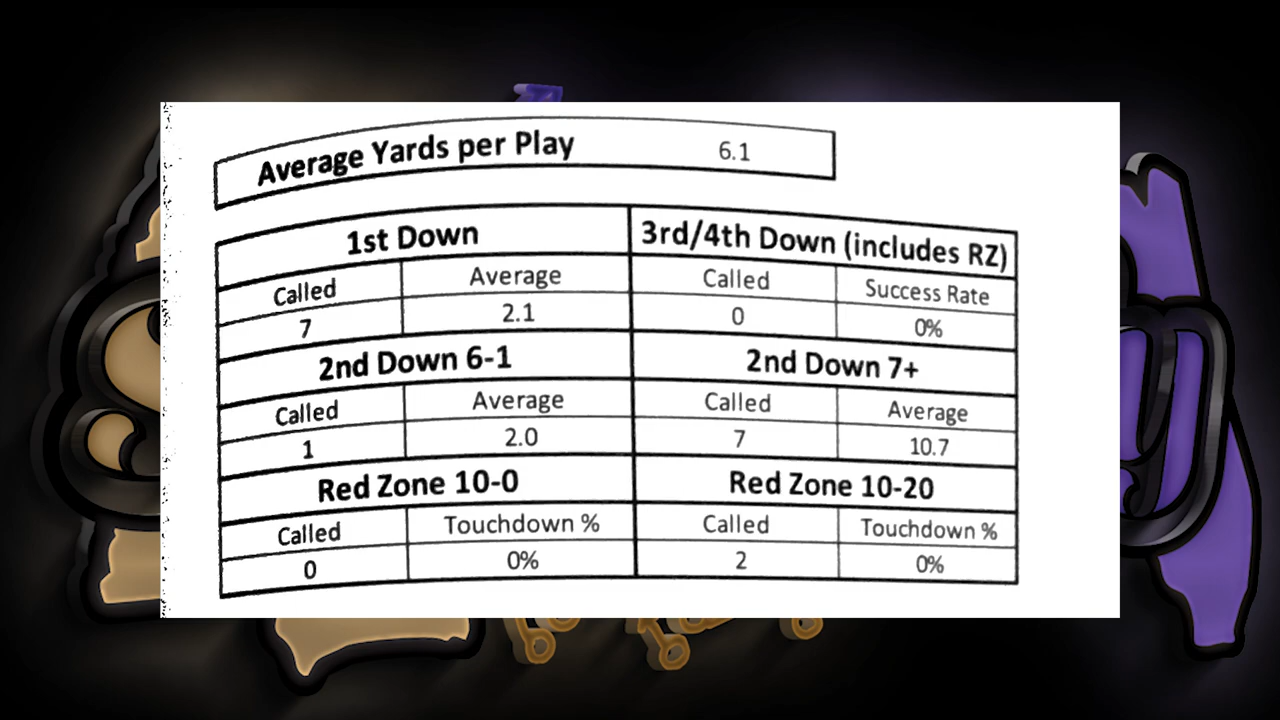 Average Yards per Play 6.1
1st Down 3rd/4th Down (includes RZ)
Called Average Called Success Rate
7 2.1 0 0%
2nd Down 6-1 2nd Down 7+
Called Average Called Average
1 2.0 7 10.7
Red Zone 10-0 Red Zone 10-20
Called Touchdown % Called Touchdown %
0 0% 2 0%